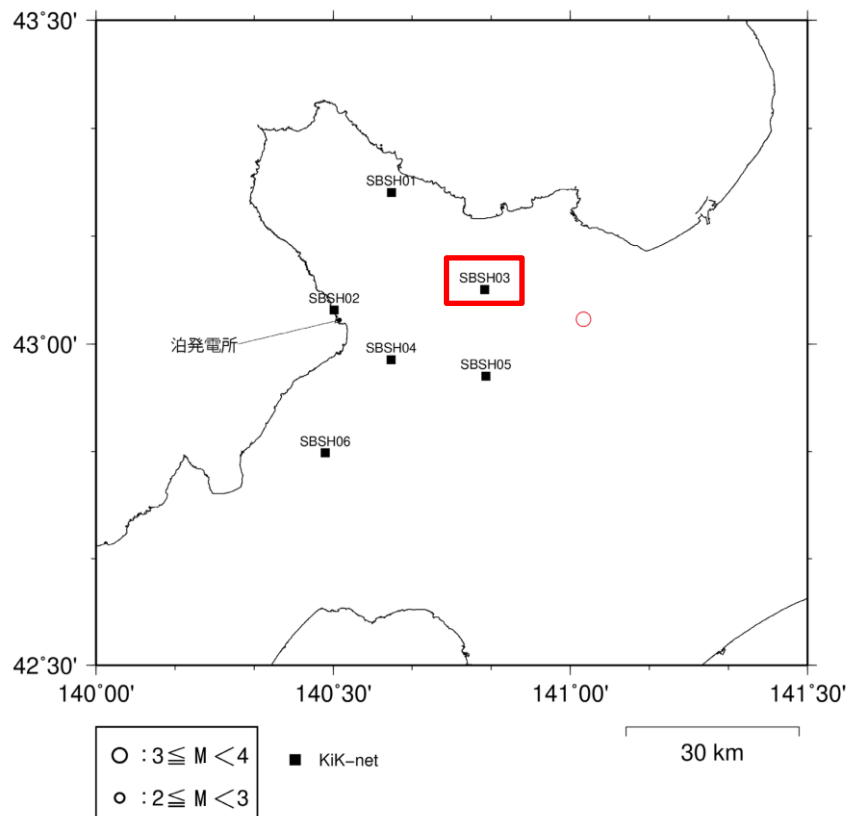 43°30'
SBSH01
SBSH03
SBSH02
43°00'
泊発電所
SBSH04
SBSH05
SBSH06
42°30'
140°00'
140°30'
141°00'
141°30'
○ :3≦ M <4
○ :2≦ M <3
■ KiK-net
30 km